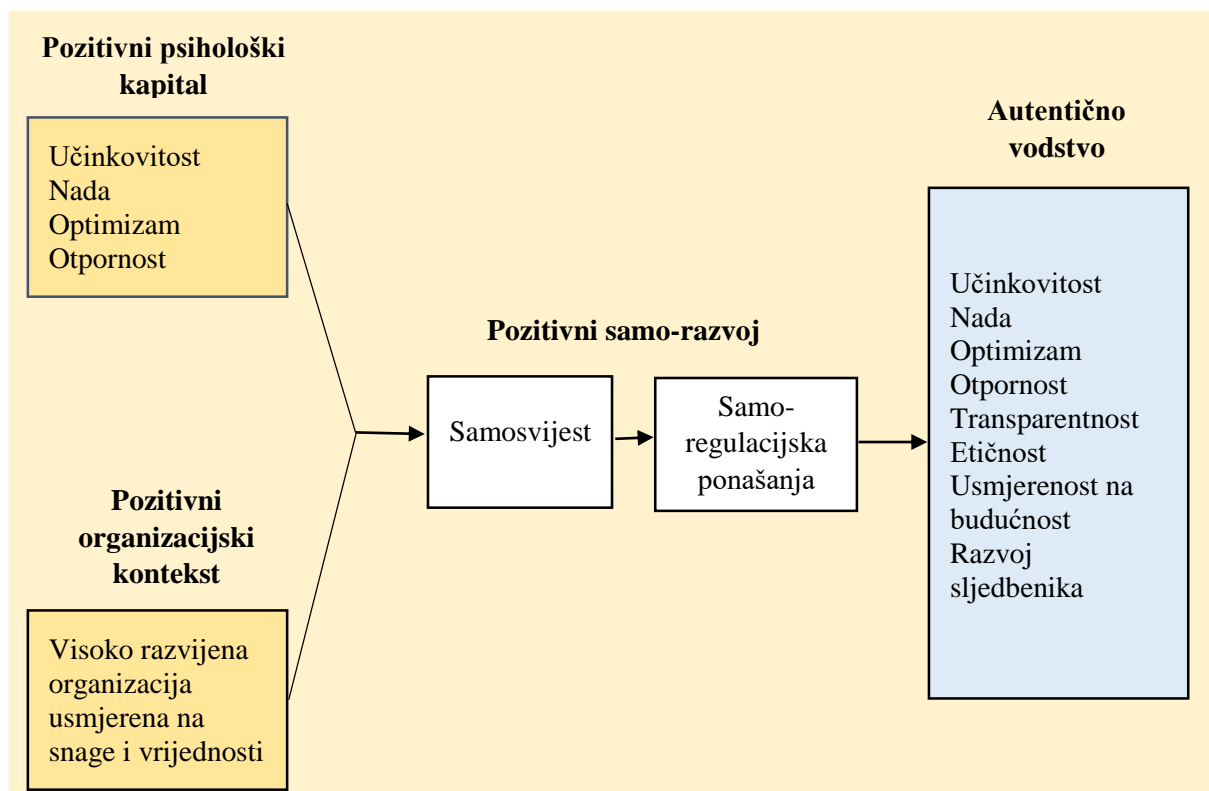 Pozitivni psihološki
kapital
Učinkovitost
Nada
Optimizam
Otpornost
Pozitivni
organizacijski
kontekst
Visoko razvijena
organizacija
usmjerena na
snage i vrijednosti
Pozitivni samo-razvoj
Samosvijest
Samo-
regulacijska
ponašanja
Autentično
vodstvo
Učinkovitost
Nada
Optimizam
Otpornost
Transparentnost
Etičnost
Usmjerenost na
budućnost
Razvoj
sljedbenika